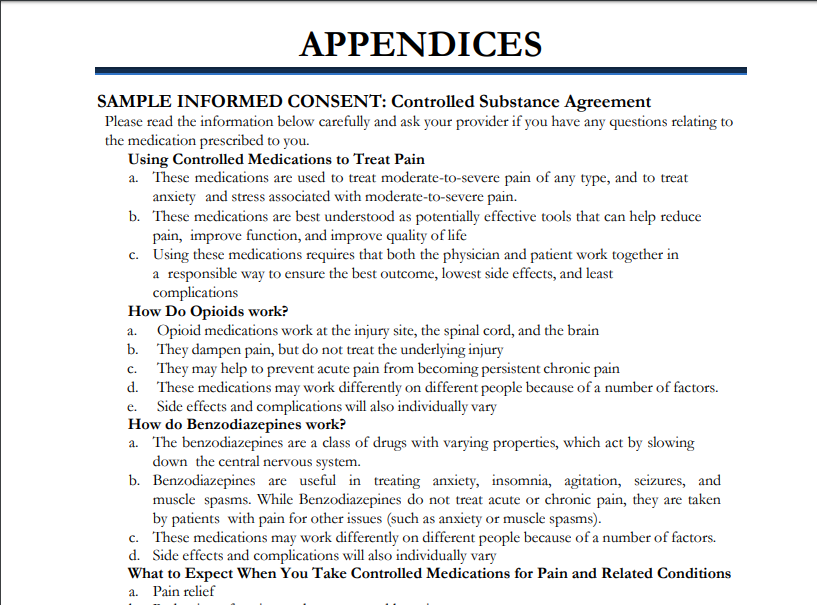 APPENDICES
SAMPLE INFORMED CONSENT: Controlled Substance Agreement
Please read the information below carefully and ask your provider if you have any questions relating to
the medication prescribed to you.
Using Controlled Medications to Treat Pain
a. These medications are used to treat moderate-to-severe pain of any type, and to treat
anxiety and stress associated with moderate-to-severe pain.
b. These medications are best understood as potentially effective tools that can help reduce
pain, improve function, and improve quality of life
c. Using these medications requires that both the physician and patient work together in
a responsible way to ensure the best outcome, lowest side effects, and least
complications
How Do Opioids work?
a. Opioid medications work at the injury site, the spinal cord, and the brain
b. They dampen pain, but do not treat the underlying injury
c. They may help to prevent acute pain from becoming persistent chronic pain
d. These medications may work differently on different people because of a number of factors.
e. Side effects and complications will also individually vary
How do Benzodiazepines work?
a. The benzodiazepines are a class of drugs with varying properties, which act by slowing
down the central nervous system.
b. Benzodiazepines are useful in treating anxiety, insomnia, agitation, seizures, and
muscle spasms. While Benzodiazepines do not treat acute or chronic pain, they are taken
by patients with pain for other issues (such as anxiety or muscle spasms).
c. These medications may work differently on different people because of a number of factors.
d. Side effects and complications will also individually vary
What to Expect When You Take Controlled Medications for Pain and Related Conditions
a. Pain relief